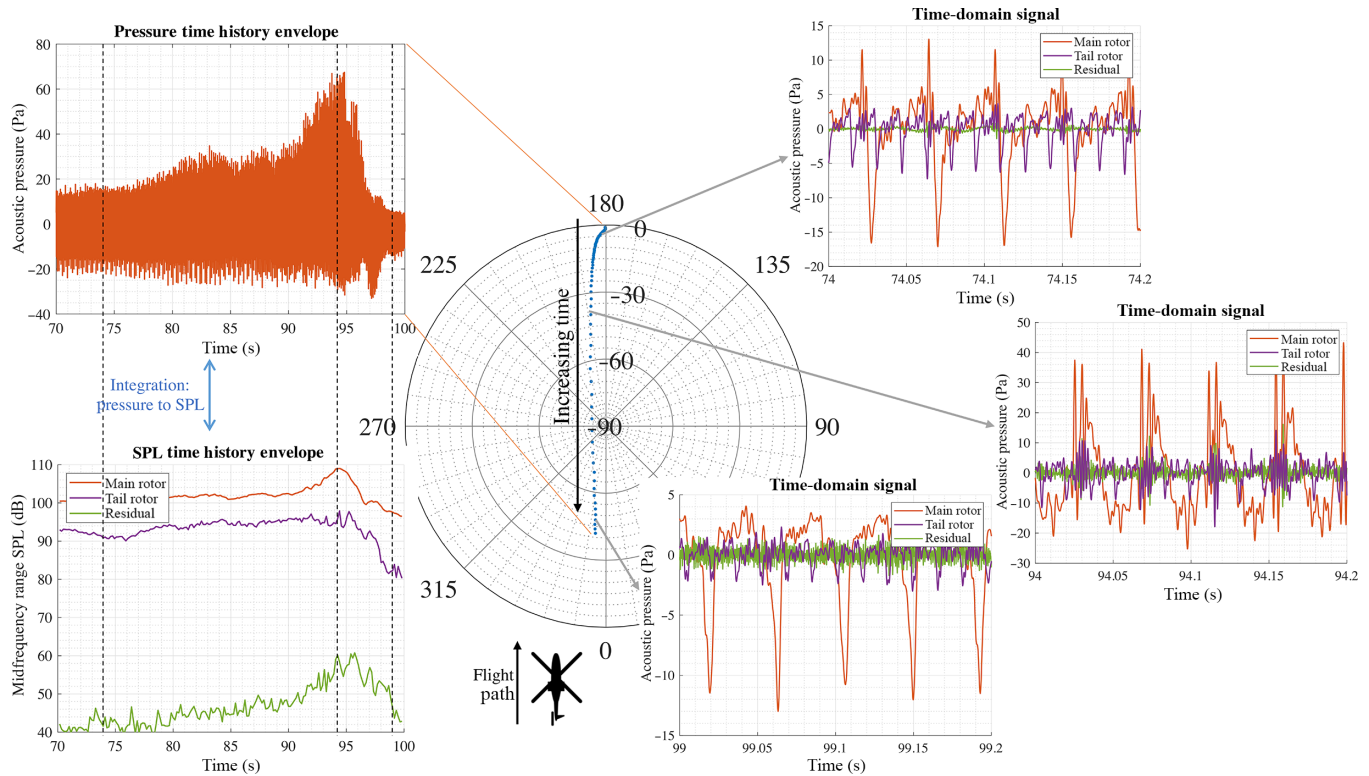 Pressure time history envelope
Acoustic pressure (Pa)
80
60
40
20
0
−20
−40
70 75 80 85 90 95 100
Time (s)
Integration:
pressure to SPL
SPL time history envelope
Midfrequency range SPL (dB)
110
100
90
80
70
60
50
40
Main rotor
Tail rotor
Residual
70 75 80 85 90 95 100
Time (s)
180
225
135
270
90
315
0
0
−30
−60
−90
Increasing time
Flight
path
Time-domain signal
Acoustic pressure (Pa)
15
10
5
0
−5
−10
−15
−20
Main rotor
Tail rotor
Residual
74 74.05 74.1 74.15 74.2
Time (s)
Time-domain signal
Acoustic pressure (Pa)
50
40
30
20
10
0
−10
−20
−30
Main rotor
Tail rotor
Residual
94 94.05 94.1 94.15 94.2
Time (s)
Time-domain signal
Acoustic pressure (Pa)
5
0
−5
−10
−15
Main rotor
Tail rotor
Residual
99 99.05 99.1 99.15 99.2
Time (s)